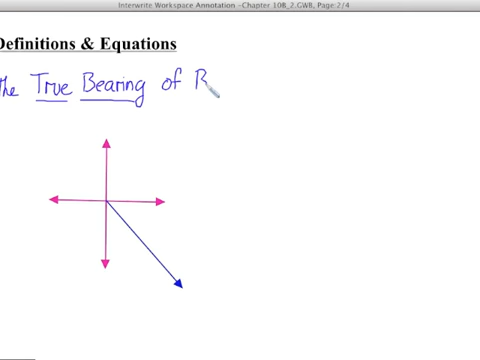 Interwrite Workspace Annotation -Chapter 10B_2.GWB, Page:2/4
Definitions & Equations
the True Bearing of B